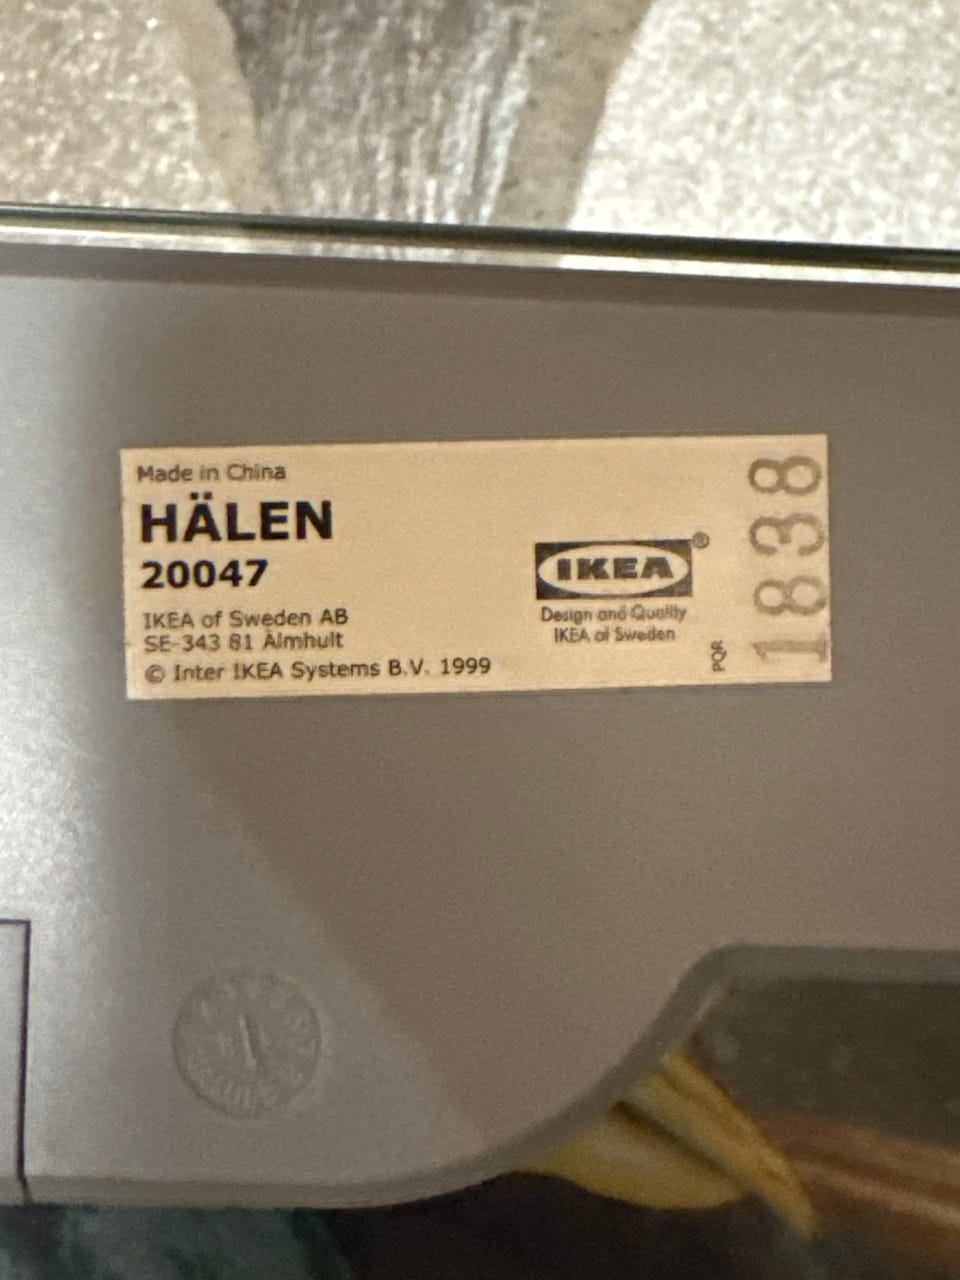 Made in China
HÄLEN
20047
IKEA of Sweden AB
SE-343 81 Älmhult
© Inter IKEA Systems B.V. 1999
IKEA®
Design and Quality
IKEA of Sweden
PQR
1838